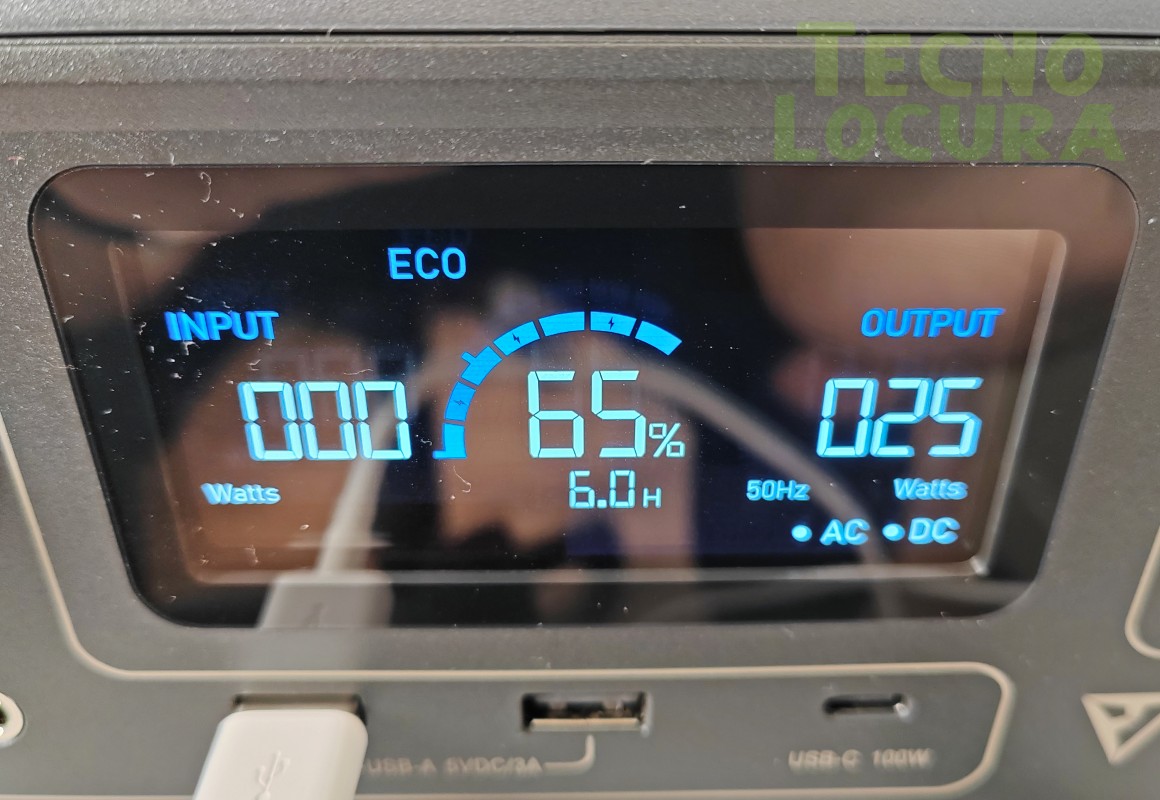 TECNO
LOCURA
ECO
INPUT
OUTPUT
000
65%
025
Watts
6.0H
50Hz
Watts
AC
DC
USB-A 5VDC/3A
USB-C 100W